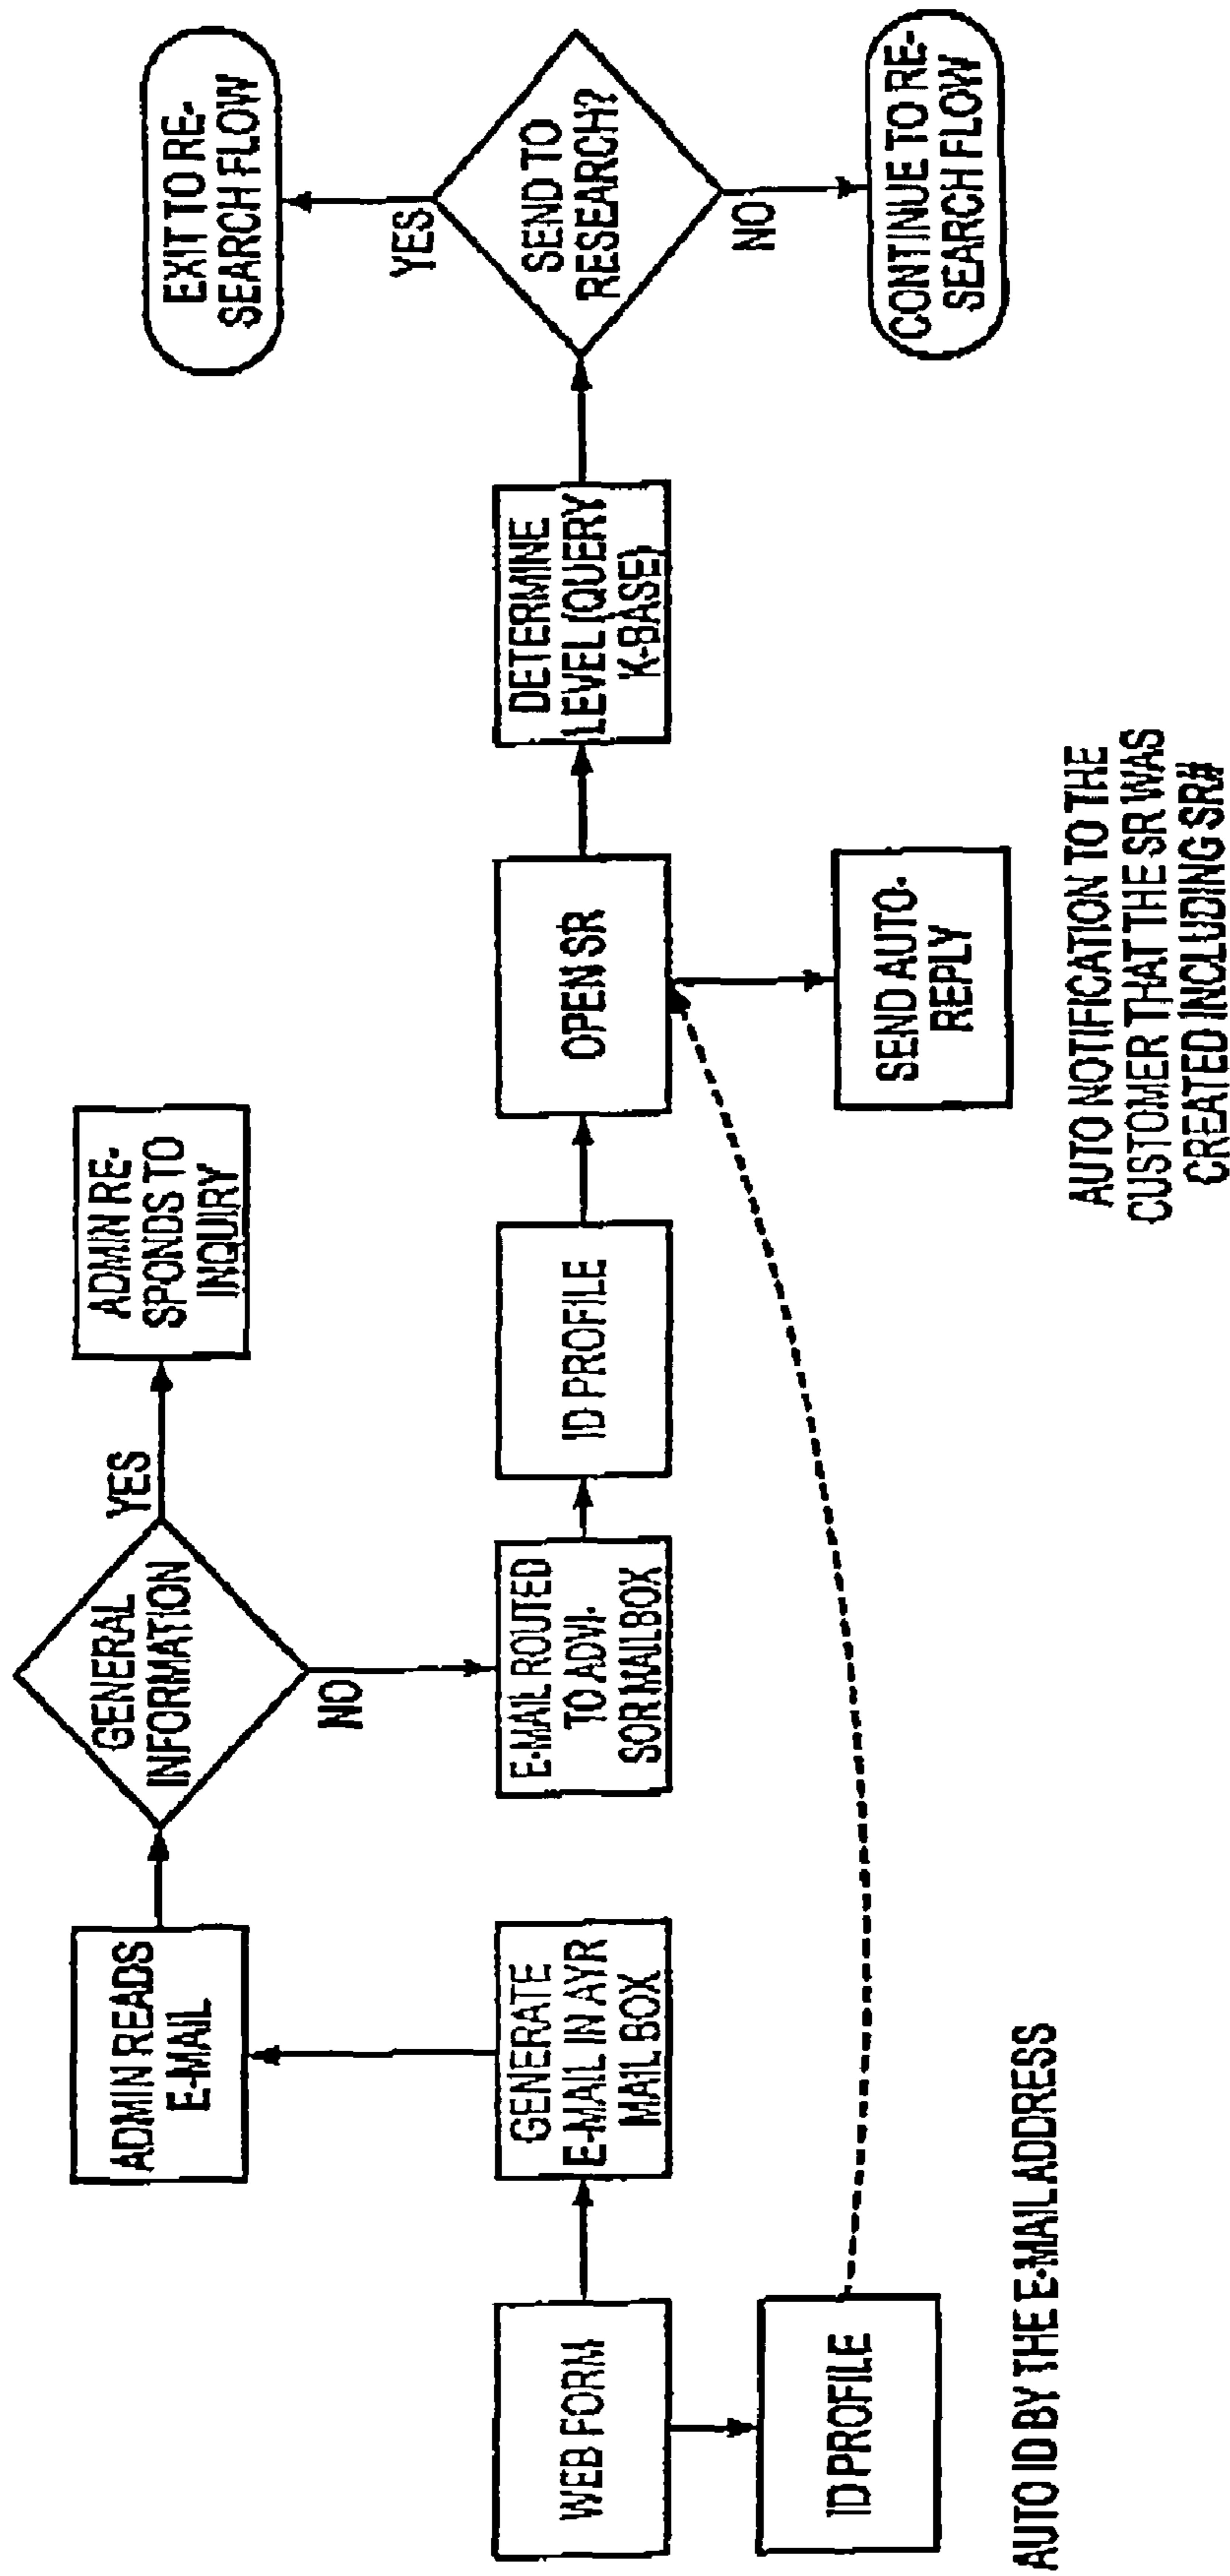 WEB FORM
ID PROFILE
AUTO ID BY THE E-MAIL ADDRESS
GENERATE
E-MAIL IN AYR
MAIL BOX
ADMIN READS
E-MAIL
GENERAL
INFORMATION
YES
NO
ADMIN RE-
SPONDS TO
INQUIRY
E-MAIL ROUTED
TO ADVI-
SOR MAILBOX
ID PROFILE
OPEN SR
SEND AUTO-
REPLY
AUTO NOTIFICATION TO THE
CUSTOMER THAT THE SR WAS
CREATED INCLUDING SR#
DETERMINE
LEVEL (QUERY
K-BASE)
SEND TO
RESEARCH?
YES
NO
EXIT TO RE-
SEARCH FLOW
CONTINUE TO RE-
SEARCH FLOW